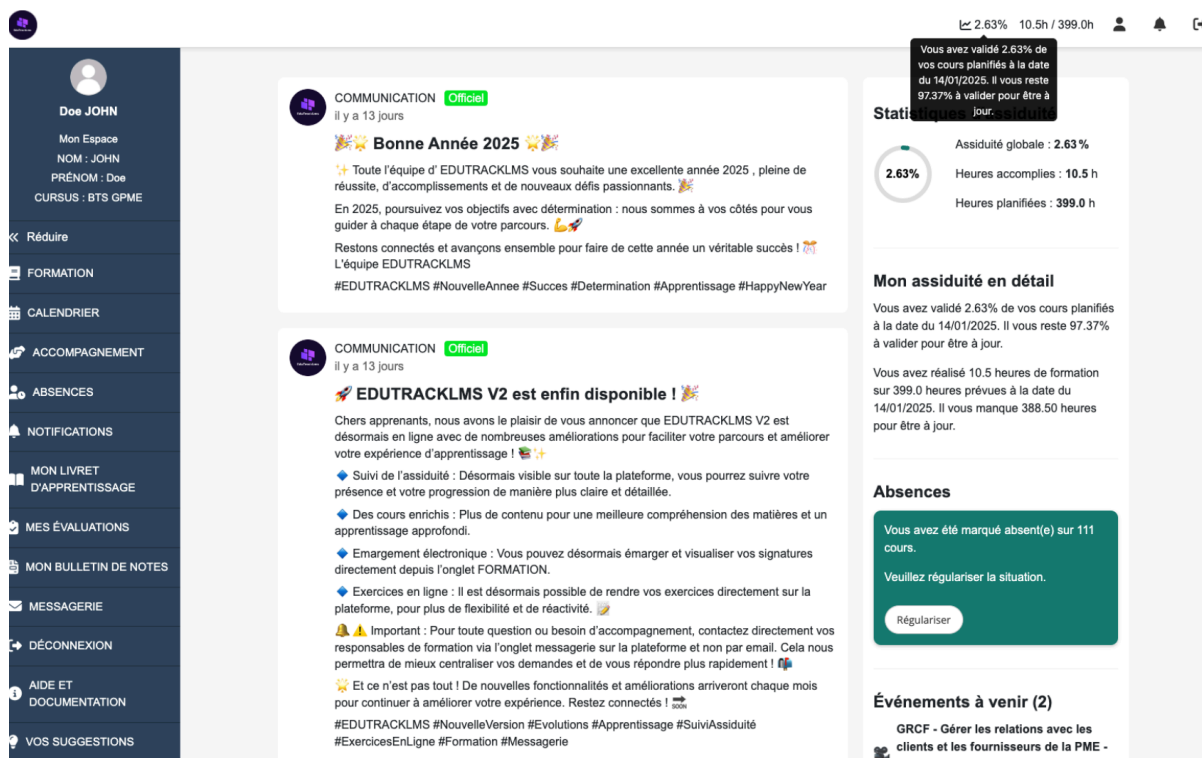 2.63% 10.5h / 399.0h
Vous avez validé 2.63% de
vos cours planifiés à la date
du 14/01/2025. Il vous reste
97.37% à valider pour être à
jour.
Doe JOHN
Mon Espace
NOM : JOHN
PRÉNOM : Doe
CURSUS : BTS GPME
Réduire
FORMATION
CALENDRIER
ACCOMPAGNEMENT
ABSENCES
NOTIFICATIONS
MON LIVRET
D'APPRENTISSAGE
MES ÉVALUATIONS
MON BULLETIN DE NOTES
MESSAGERIE
DÉCONNEXION
AIDE ET
DOCUMENTATION
VOS SUGGESTIONS
COMMUNICATION Officiel
il y a 13 jours
🎉🌟 Bonne Année 2025 🌟🎉
✨ Toute l'équipe d' EDUTRACKLMS vous souhaite une excellente année 2025 , pleine de
réussite, d'accomplissements et de nouveaux défis passionnants. 🎉
En 2025, poursuivez vos objectifs avec détermination : nous sommes à vos côtés pour vous
guider à chaque étape de votre parcours. 💪🚀
Restons connectés et avançons ensemble pour faire de cette année un véritable succès ! 🎊
L'équipe EDUTRACKLMS
#EDUTRACKLMS #NouvelleAnnee #Succes #Determination #Apprentissage #HappyNewYear
COMMUNICATION Officiel
il y a 13 jours
🚀 EDUTRACKLMS V2 est enfin disponible ! 🎉
Chers apprenants, nous avons le plaisir de vous annoncer que EDUTRACKLMS V2 est
désormais en ligne avec de nombreuses améliorations pour faciliter votre parcours et améliorer
votre expérience d'apprentissage ! 📚✨
🔹 Suivi de l'assiduité : Désormais visible sur toute la plateforme, vous pourrez suivre votre
présence et votre progression de manière plus claire et détaillée.
🔹 Des cours enrichis : Plus de contenu pour une meilleure compréhension des matières et un
apprentissage approfondi.
🔹 Emargement électronique : Vous pouvez désormais émarger et visualiser vos signatures
directement depuis l'onglet FORMATION.
🔹 Exercices en ligne : Il est désormais possible de rendre vos exercices directement sur la
plateforme, pour plus de flexibilité et de réactivité. 📝
🔔 ⚠️ Important : Pour toute question ou besoin d'accompagnement, contactez directement vos
responsables de formation via l'onglet messagerie sur la plateforme et non par email. Cela nous
permettra de mieux centraliser vos demandes et de vous répondre plus rapidement ! 📬
🌟 Et ce n'est pas tout ! De nouvelles fonctionnalités et améliorations arriveront chaque mois
pour continuer à améliorer votre expérience. Restez connectés ! 🔜
#EDUTRACKLMS #NouvelleVersion #Evolutions #Apprentissage #SuiviAssiduité
#ExercicesEnLigne #Formation #Messagerie
2.63%
Assiduité globale : 2.63 %
Heures accomplies : 10.5 h
Heures planifiées : 399.0 h
Mon assiduité en détail
Vous avez validé 2.63% de vos cours planifiés
à la date du 14/01/2025. Il vous reste 97.37%
à valider pour être à jour.
Vous avez réalisé 10.5 heures de formation
sur 399.0 heures prévues à la date du
14/01/2025. Il vous manque 388.50 heures
pour être à jour.
Absences
Vous avez été marqué absent(e) sur 111
cours.
Veuillez régulariser la situation.
Régulariser
Événements à venir (2)
GRCF - Gérer les relations avec les
clients et les fournisseurs de la PME -